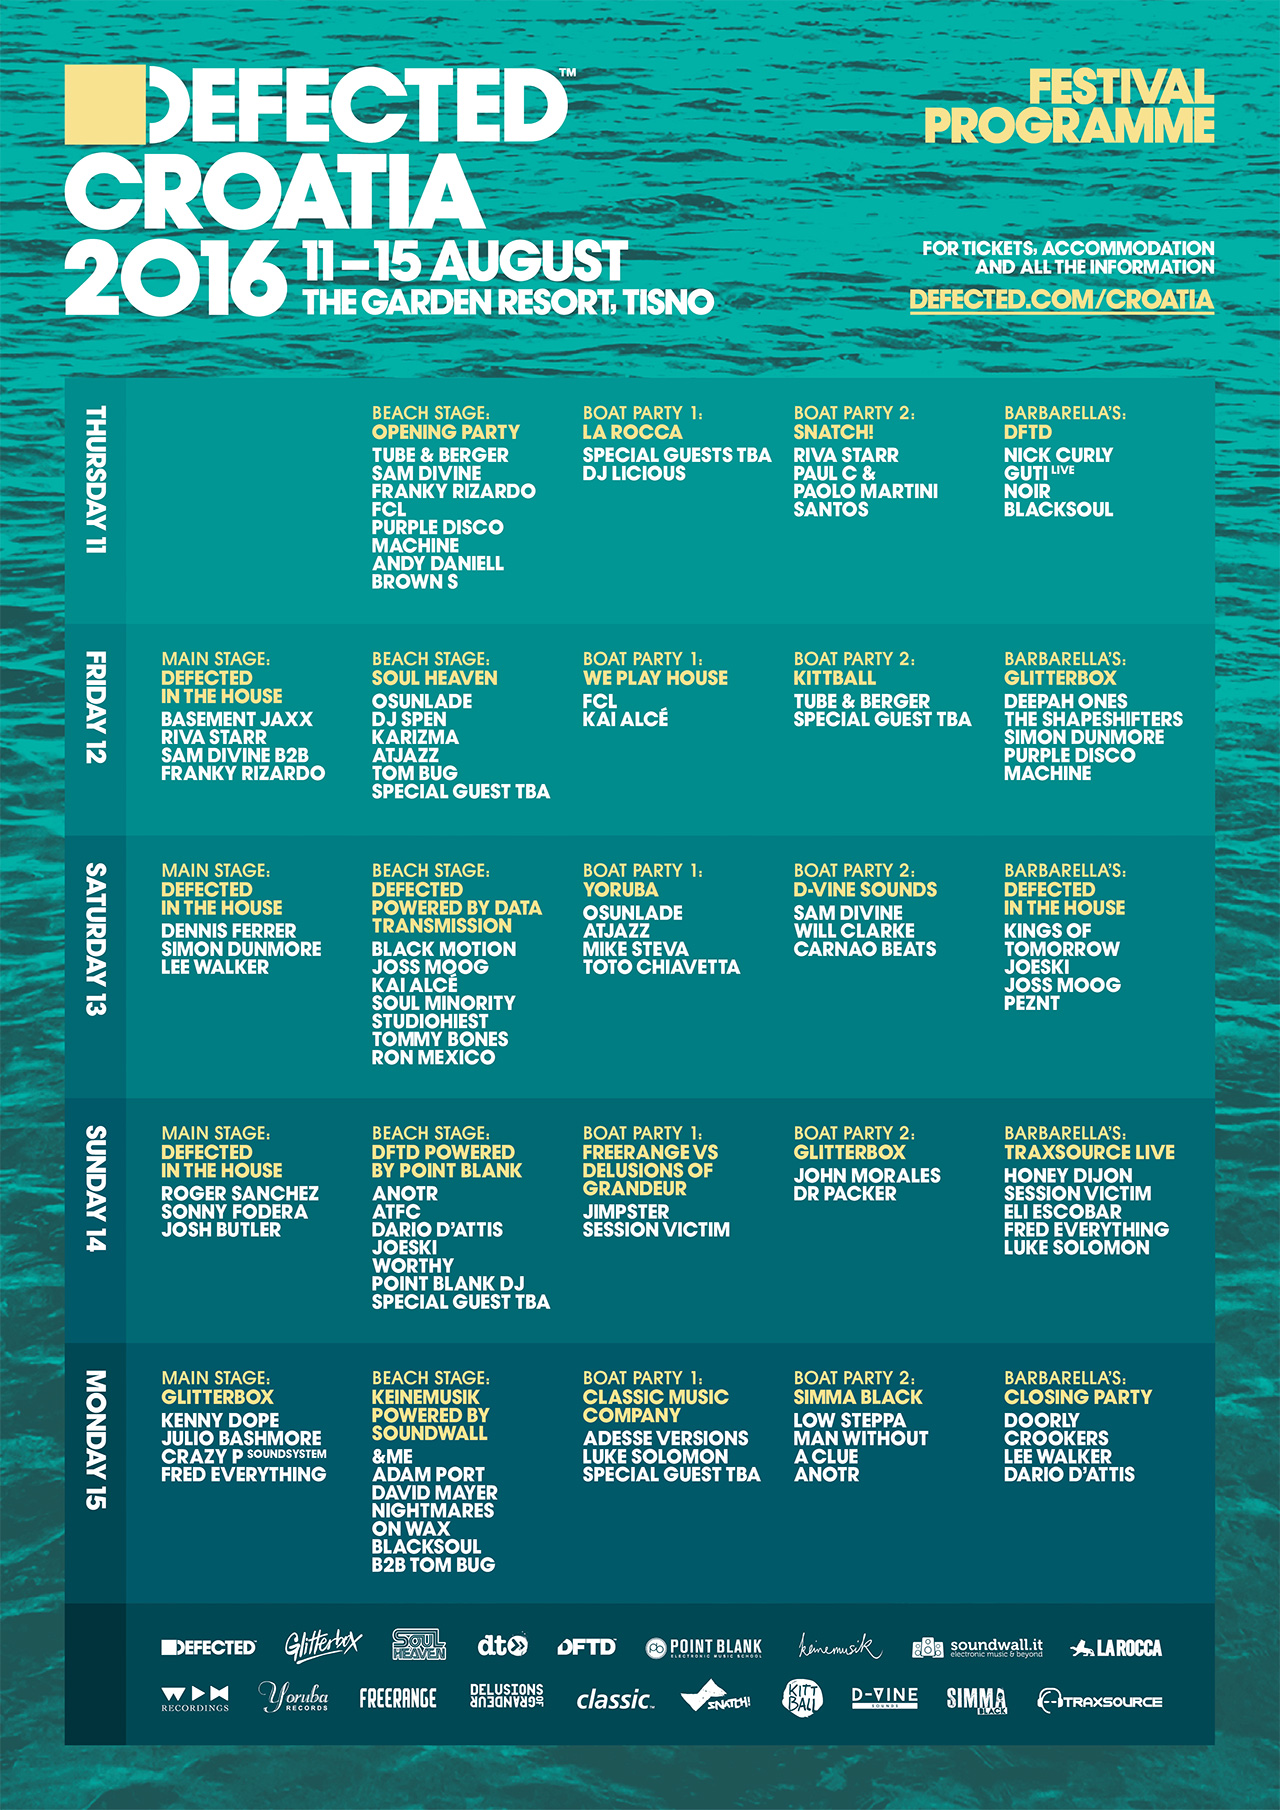 DEFECTED™
CROATIA
2016 11–15 AUGUST
THE GARDEN RESORT, TISNO
FESTIVAL
PROGRAMME
FOR TICKETS, ACCOMMODATION
AND ALL THE INFORMATION
DEFECTED.COM/CROATIA
THURSDAY 11
BEACH STAGE:
OPENING PARTY
TUBE & BERGER
SAM DIVINE
FRANKY RIZARDO
FCL
PURPLE DISCO
MACHINE
ANDY DANIELL
BROWN S
BOAT PARTY 1:
LA ROCCA
SPECIAL GUESTS TBA
DJ LICIOUS
BOAT PARTY 2:
SNATCH!
RIVA STARR
PAUL C &
PAOLO MARTINI
SANTOS
BARBARELLA'S:
DFTD
NICK CURLY
GUTI LIVE
NOIR
BLACKSOUL
FRIDAY 12
MAIN STAGE:
DEFECTED
IN THE HOUSE
BASEMENT JAXX
RIVA STARR
SAM DIVINE B2B
FRANKY RIZARDO
BEACH STAGE:
SOUL HEAVEN
OSUNLADE
DJ SPEN
KARIZMA
ATJAZZ
TOM BUG
SPECIAL GUEST TBA
BOAT PARTY 1:
WE PLAY HOUSE
FCL
KAI ALCÉ
BOAT PARTY 2:
KITTBALL
TUBE & BERGER
SPECIAL GUEST TBA
BARBARELLA'S:
GLITTERBOX
DEEPAH ONES
THE SHAPESHIFTERS
SIMON DUNMORE
PURPLE DISCO
MACHINE
SATURDAY 13
MAIN STAGE:
DEFECTED
IN THE HOUSE
DENNIS FERRER
SIMON DUNMORE
LEE WALKER
BEACH STAGE:
DEFECTED
POWERED BY DATA
TRANSMISSION
BLACK MOTION
JOSS MOOG
KAI ALCÉ
SOUL MINORITY
STUDIOHIEST
TOMMY BONES
RON MEXICO
BOAT PARTY 1:
YORUBA
OSUNLADE
ATJAZZ
MIKE STEVA
TOTO CHIAVETTA
BOAT PARTY 2:
D-VINE SOUNDS
SAM DIVINE
WILL CLARKE
CARNAO BEATS
BARBARELLA'S:
DEFECTED
IN THE HOUSE
KINGS OF
TOMORROW
JOESKI
JOSS MOOG
PEZNT
SUNDAY 14
MAIN STAGE:
DEFECTED
IN THE HOUSE
ROGER SANCHEZ
SONNY FODERA
JOSH BUTLER
BEACH STAGE:
DFTD POWERED
BY POINT BLANK
ANOTR
ATFC
DARIO D'ATTIS
JOESKI
WORTHY
POINT BLANK DJ
SPECIAL GUEST TBA
BOAT PARTY 1:
FREERANGE VS
DELUSIONS OF
GRANDEUR
JIMPSTER
SESSION VICTIM
BOAT PARTY 2:
GLITTERBOX
JOHN MORALES
DR PACKER
BARBARELLA'S:
TRAXSOURCE LIVE
HONEY DIJON
SESSION VICTIM
ELI ESCOBAR
FRED EVERYTHING
LUKE SOLOMON
MONDAY 15
MAIN STAGE:
GLITTERBOX
KENNY DOPE
JULIO BASHMORE
CRAZY P SOUNDSYSTEM
FRED EVERYTHING
BEACH STAGE:
KEINEMUSIK
POWERED BY
SOUNDWALL
&ME
ADAM PORT
DAVID MAYER
NIGHTMARES
ON WAX
BLACKSOUL
B2B TOM BUG
BOAT PARTY 1:
CLASSIC MUSIC
COMPANY
ADESSE VERSIONS
LUKE SOLOMON
SPECIAL GUEST TBA
BOAT PARTY 2:
SIMMA BLACK
LOW STEPPA
MAN WITHOUT
A CLUE
ANOTR
BARBARELLA'S:
CLOSING PARTY
DOORLY
CROOKERS
LEE WALKER
DARIO D'ATTIS
DEFECTED
Glitterbox
SOUL
HEAVEN
dt
DFTD
POINT BLANK
ELECTRONIC MUSIC SCHOOL
keinemusik
soundwall.it
electronic music & beyond
LA ROCCA
RECORDINGS
Yoruba
RECORDS
FREERANGE
DELUSIONS
OF GRANDEUR
classic™
SNATCH!
KITT
BALL
D-VINE
SOUNDS
SIMMA
BLACK
TRAXSOURCE